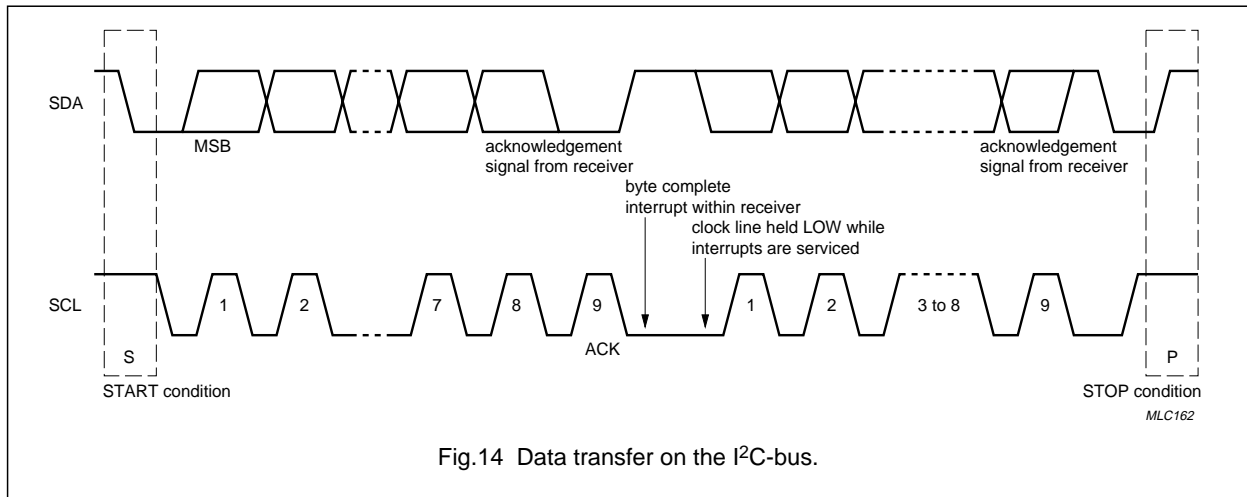 SDA
MSB
acknowledgement
signal from receiver
acknowledgement
signal from receiver
byte complete
interrupt within receiver
clock line held LOW while
interrupts are serviced
SCL
1
2
7
8
9
1
2
3 to 8
9
ACK
S
P
START condition
STOP condition
MLC162
Fig.14 Data transfer on the I²C-bus.